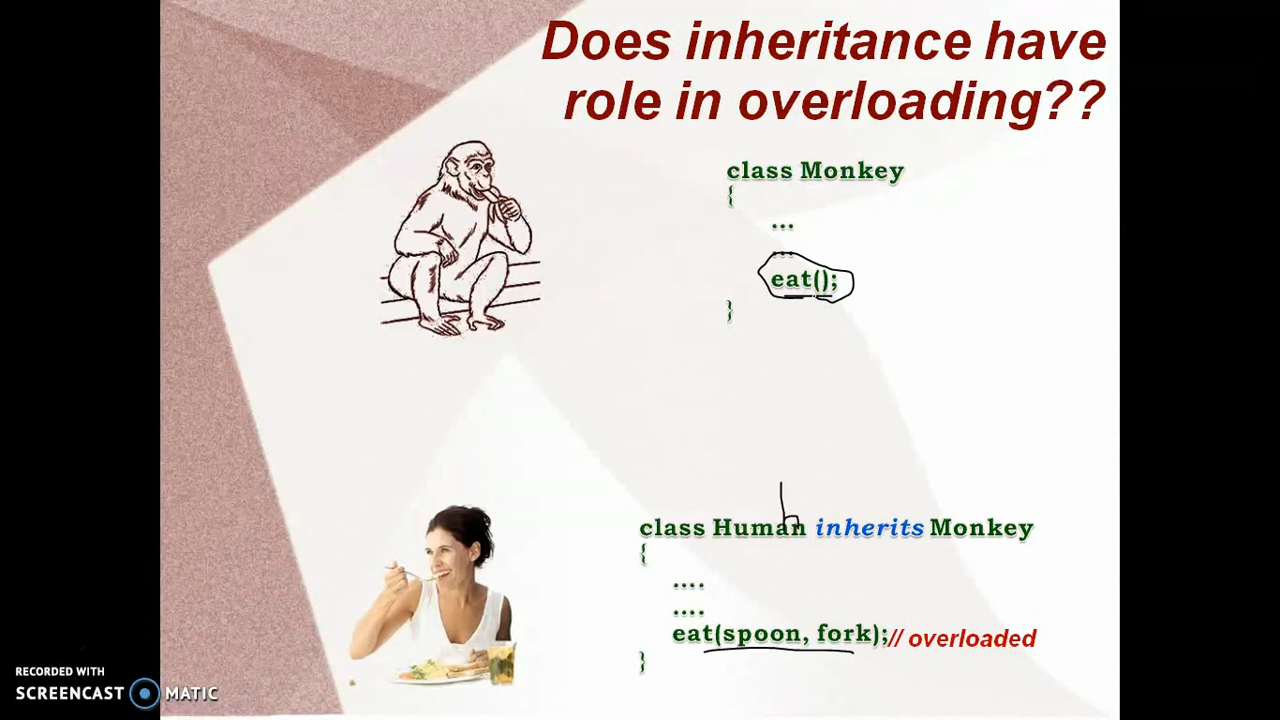 Does inheritance have
role in overloading??
class Monkey
{
...
...
eat();
}
h
class Human inherits Monkey
{
....
....
eat(spoon, fork);// overloaded
}
RECORDED WITH
SCREENCAST MATIC